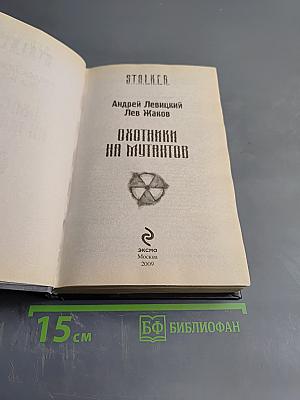 S.T.A.L.K.E.R.
Андрей Левицкий
Лев Жаков
ОХОТНИКИ
НА МУТАНТОВ
ЭКСМО
Москва
2009
15 см
БФ БИБЛИОФАН